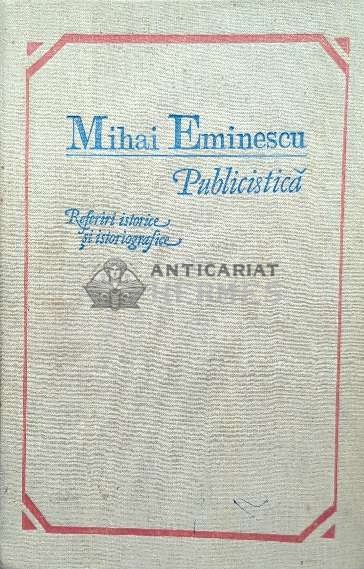 Mihai Eminescu
Publicistică
Referiri istorice
și istoriografice
ANTICARIAT